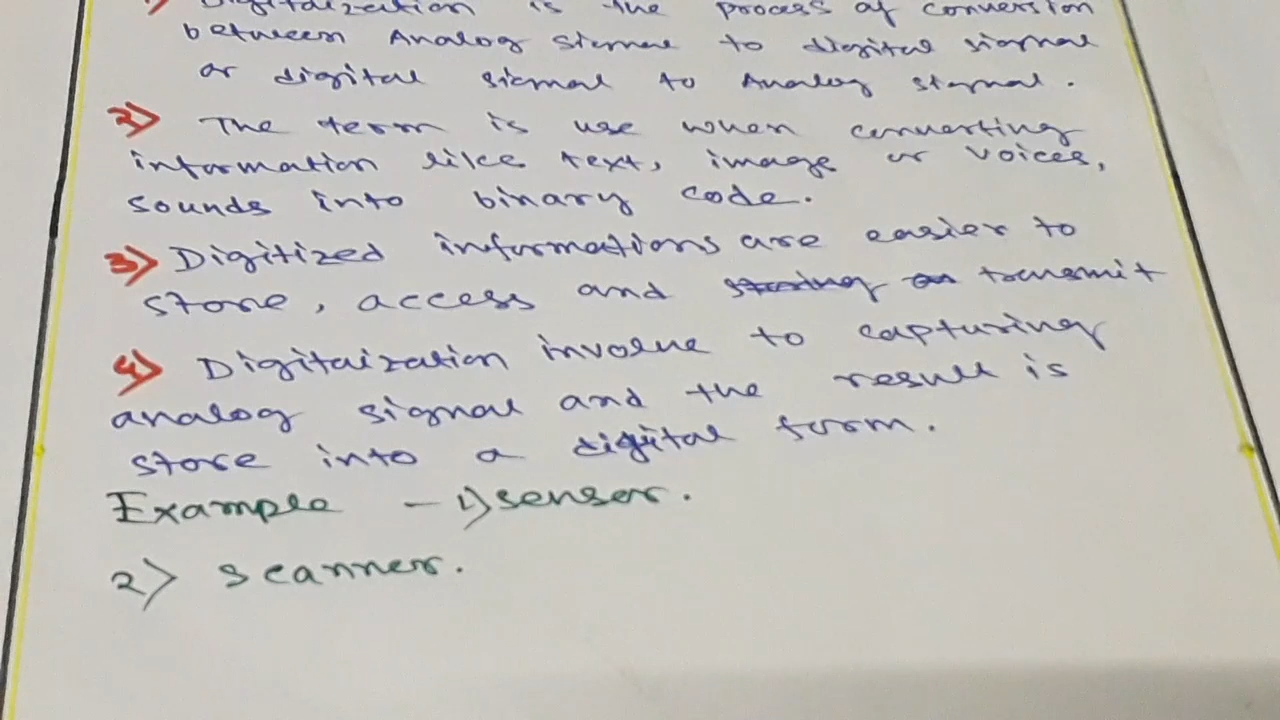 1) Digitaization is the process of conversion
between Analog signal to digital signal
or digital signal to Analog signal.
2) The term is use when converting
information like text, image or voices,
sounds into binary code.
3) Digitized informations are easier to
store, access and transmit
4) Digitaization involve to capturing
analog signal and the result is
store into a digital form.
Example - 1) sensor.
2) scanner.